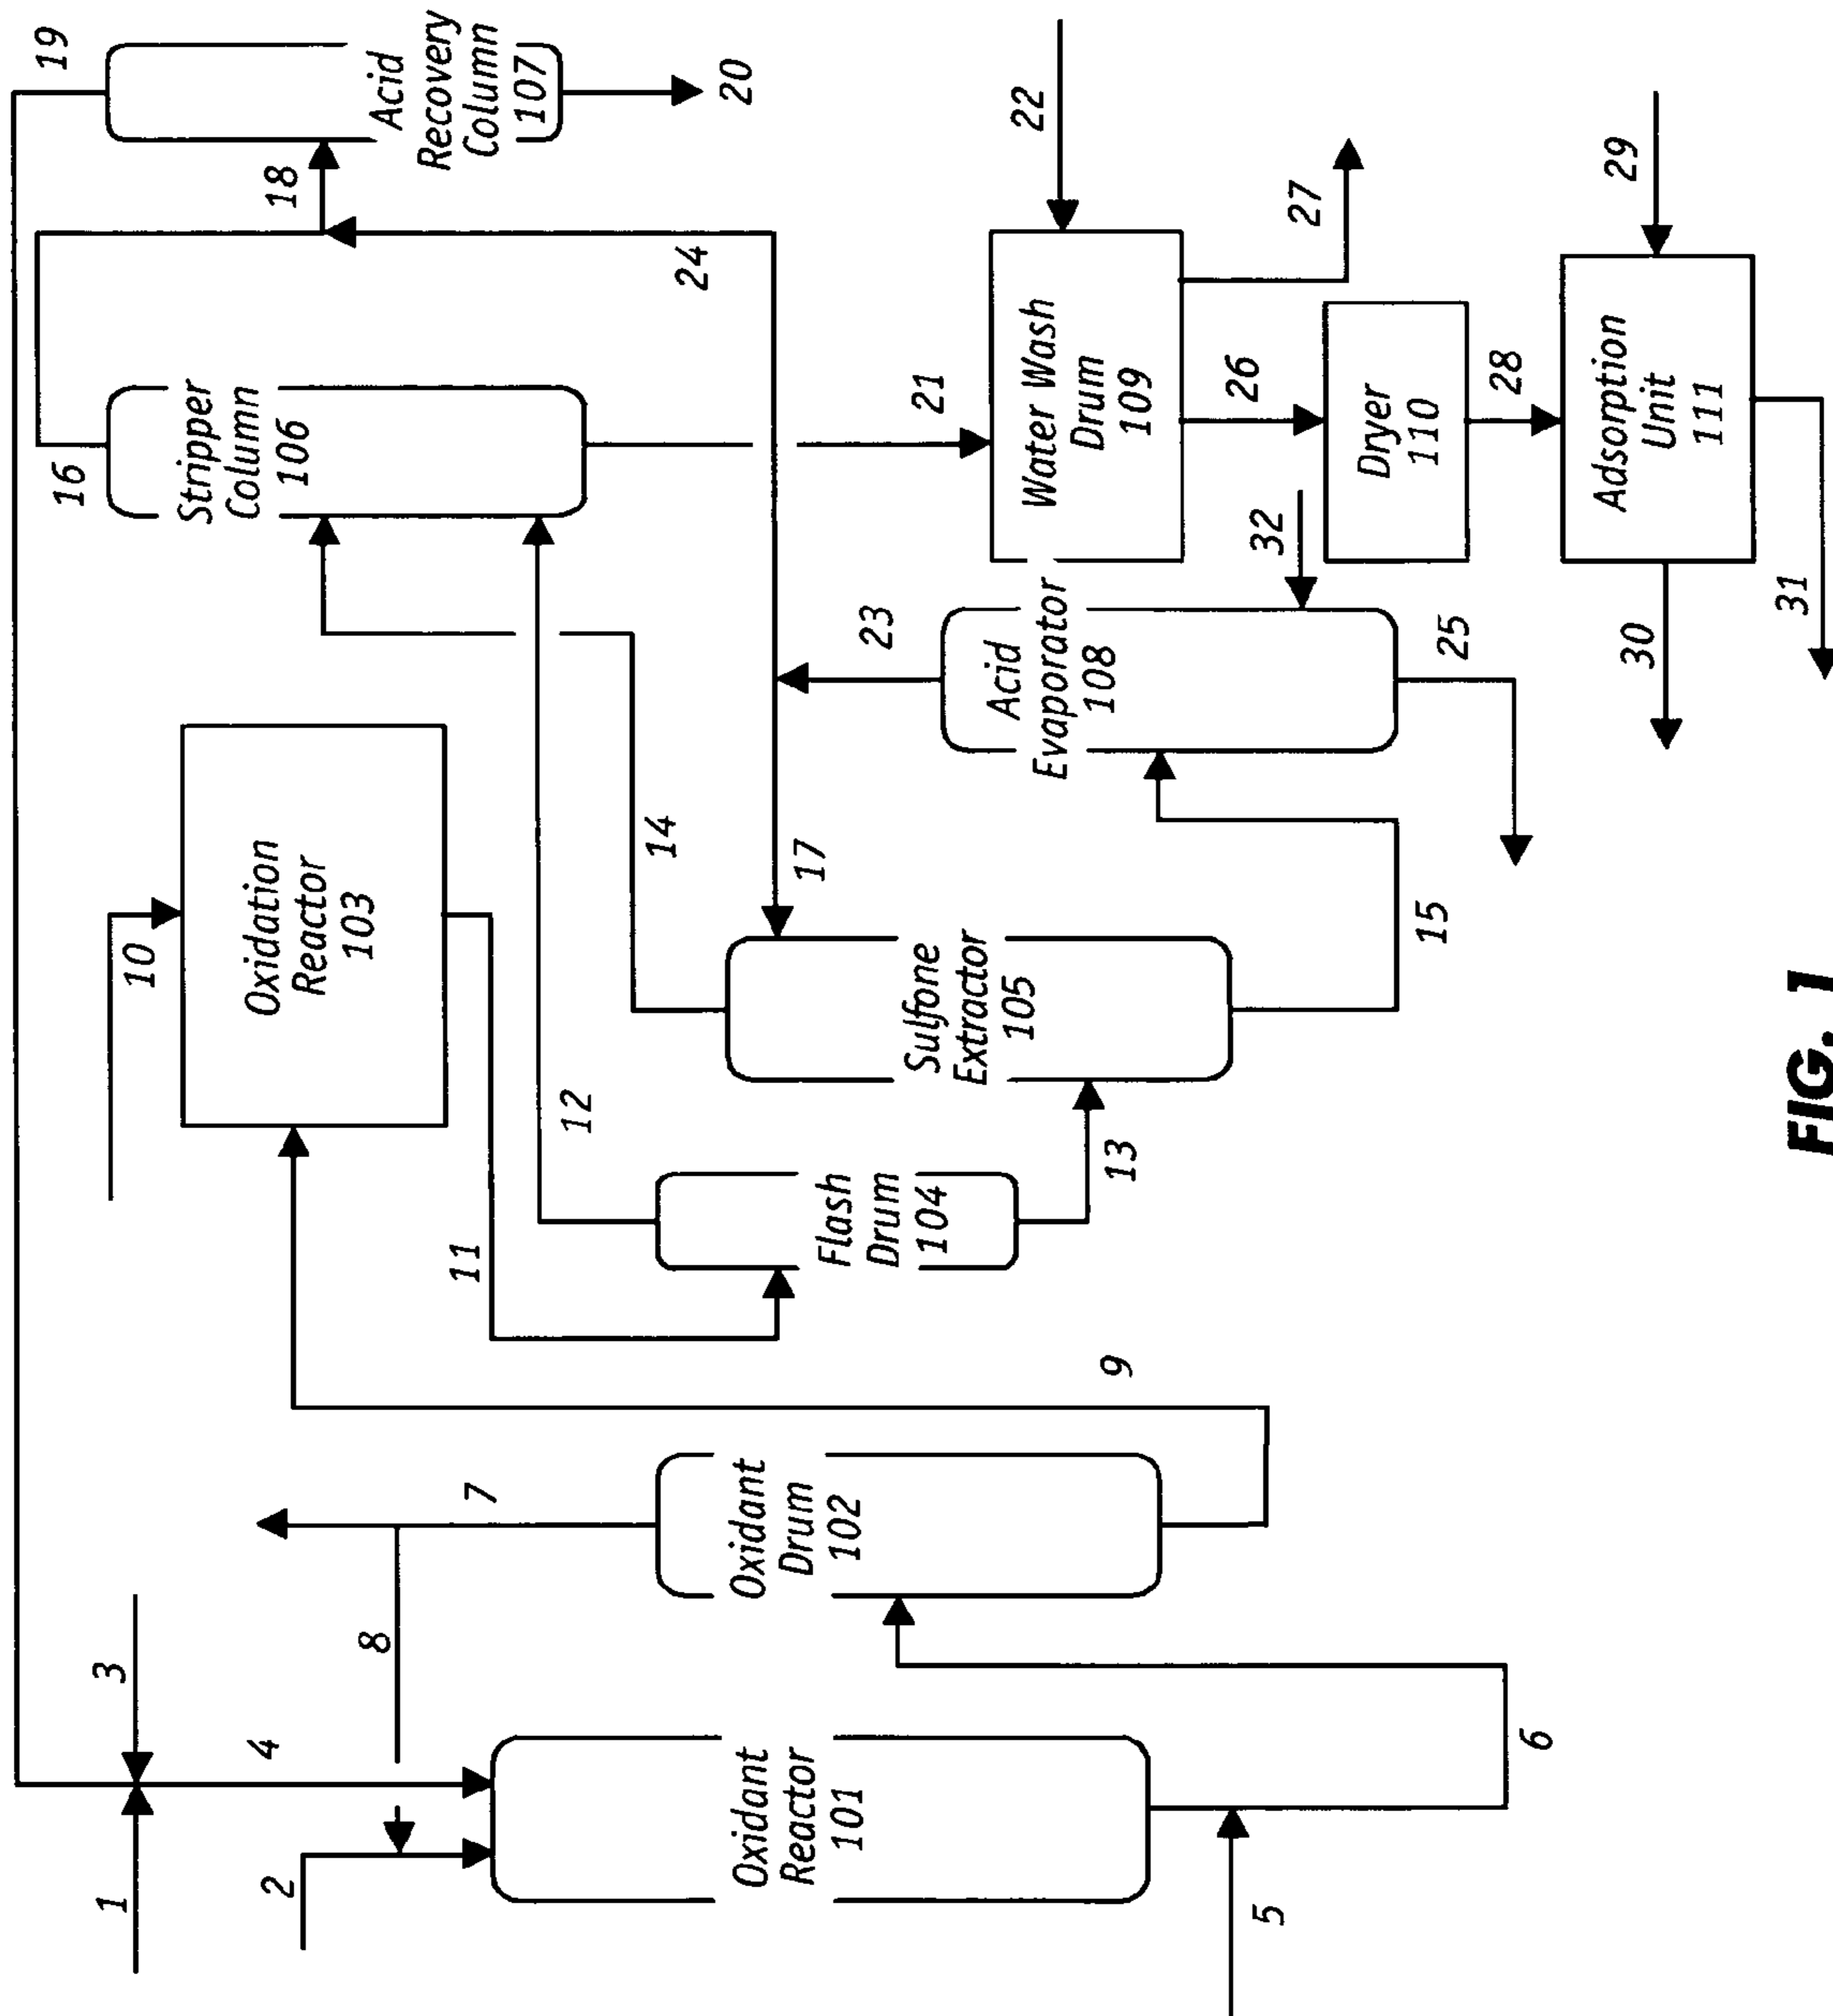 1
3
2
8
4
Oxidant
Reactor
101
5
6
7
Oxidant
Drum
102
9
10
Oxidation
Reactor
103
11
12
Flash
Drum
104
13
14
Sulfone
Extractor
105
15
16
Stripper
Column
106
17
18
19
Acid
Recovery
Column
107
20
21
22
23
24
Acid
Evaporator
108
25
32
Water Wash
Drum
109
26
27
Dryer
110
28
29
Adsorption
Unit
111
30
31
FIG. 1